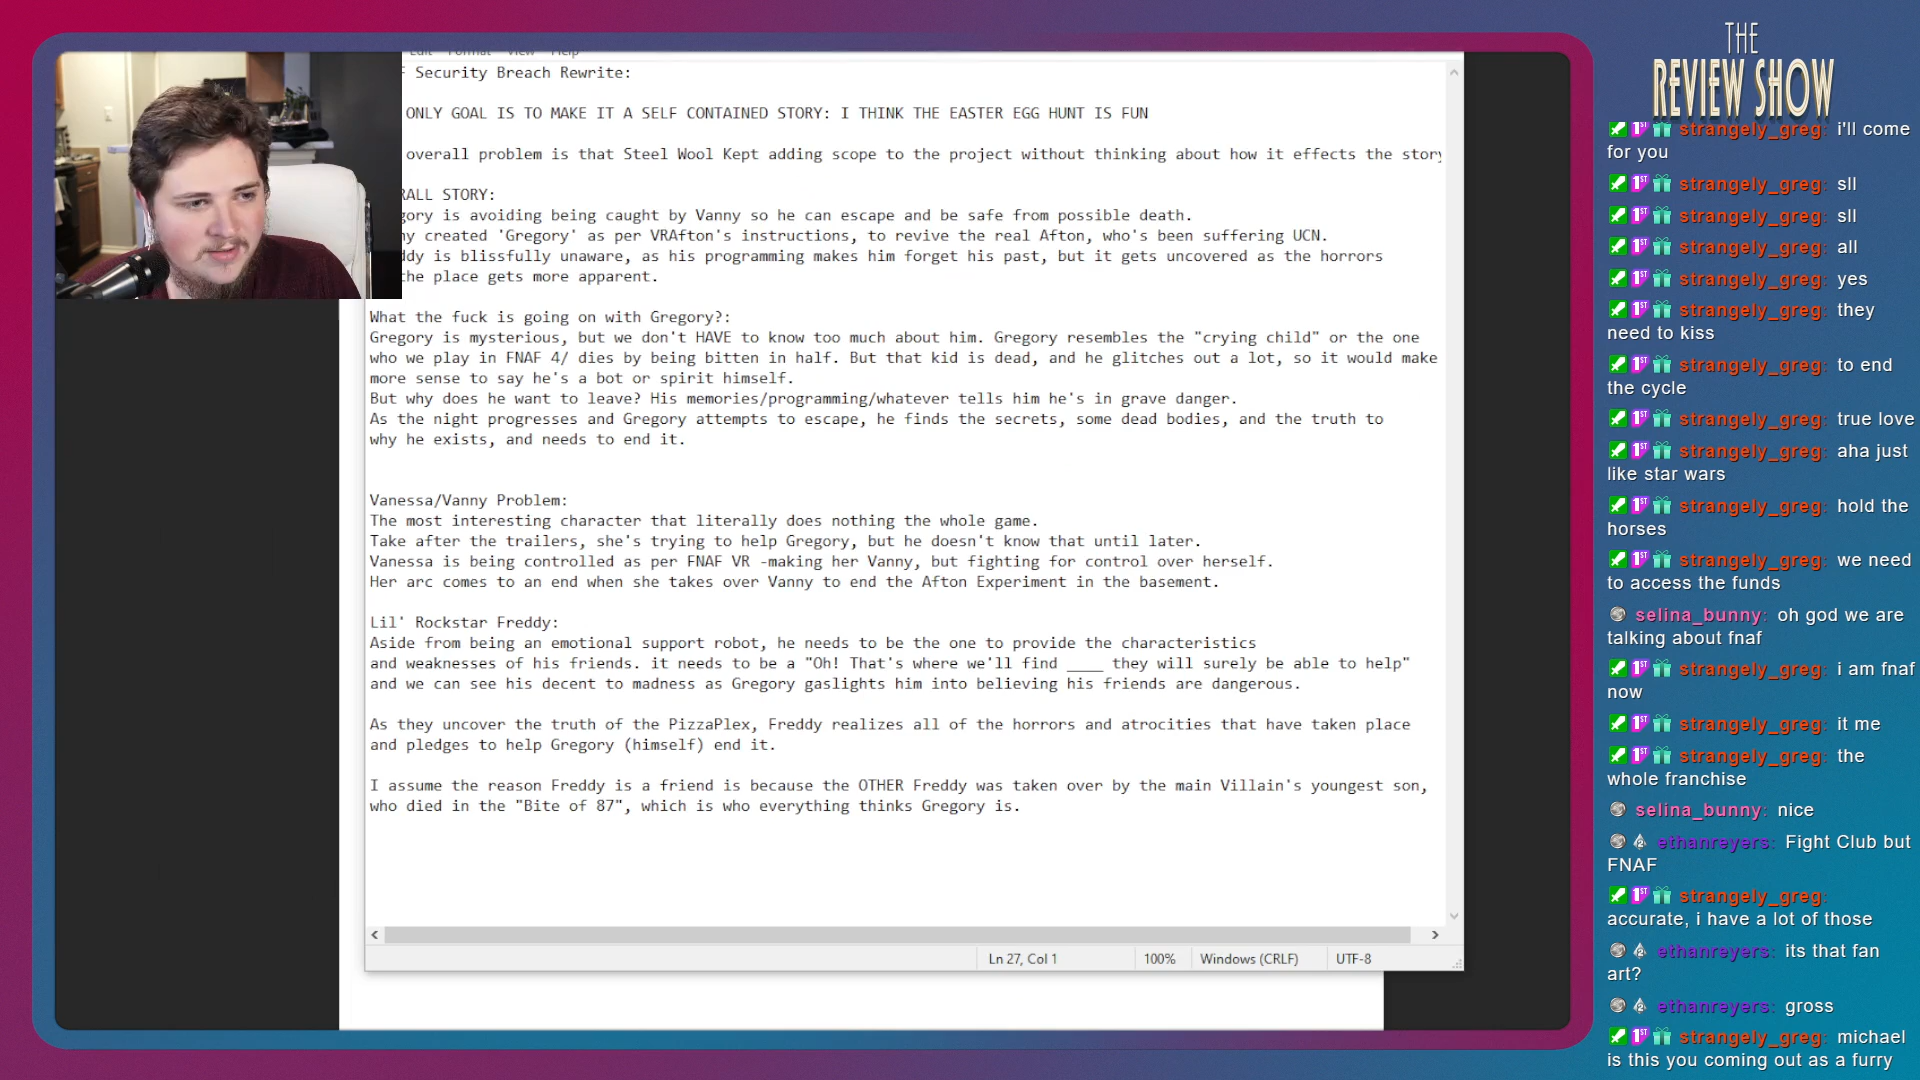 Edit Format View Help
Security Breach Rewrite:
ONLY GOAL IS TO MAKE IT A SELF CONTAINED STORY: I THINK THE EASTER EGG HUNT IS FUN
overall problem is that Steel Wool Kept adding scope to the project without thinking about how it effects the story
RALL STORY:
gory is avoiding being caught by Vanny so he can escape and be safe from possible death.
ny created 'Gregory' as per VRAfton's instructions, to revive the real Afton, who's been suffering UCN.
ddy is blissfully unaware, as his programming makes him forget his past, but it gets uncovered as the horrors
the place gets more apparent.
What the fuck is going on with Gregory?:
Gregory is mysterious, but we don't HAVE to know too much about him. Gregory resembles the "crying child" or the one
who we play in FNAF 4/ dies by being bitten in half. But that kid is dead, and he glitches out a lot, so it would make
more sense to say he's a bot or spirit himself.
But why does he want to leave? His memories/programming/whatever tells him he's in grave danger.
As the night progresses and Gregory attempts to escape, he finds the secrets, some dead bodies, and the truth to
why he exists, and needs to end it.
Vanessa/Vanny Problem:
The most interesting character that literally does nothing the whole game.
Take after the trailers, she's trying to help Gregory, but he doesn't know that until later.
Vanessa is being controlled as per FNAF VR -making her Vanny, but fighting for control over herself.
Her arc comes to an end when she takes over Vanny to end the Afton Experiment in the basement.
Lil' Rockstar Freddy:
Aside from being an emotional support robot, he needs to be the one to provide the characteristics
and weaknesses of his friends. it needs to be a "Oh! That's where we'll find ____ they will surely be able to help"
and we can see his decent to madness as Gregory gaslights him into believing his friends are dangerous.
As they uncover the truth of the PizzaPlex, Freddy realizes all of the horrors and atrocities that have taken place
and pledges to help Gregory (himself) end it.
I assume the reason Freddy is a friend is because the OTHER Freddy was taken over by the main Villain's youngest son,
who died in the "Bite of 87", which is who everything thinks Gregory is.
Ln 27, Col 1
100%
Windows (CRLF)
UTF-8
THE
REVIEW SHOW
strangely_greg: i'll come
for you
strangely_greg: sll
strangely_greg: sll
strangely_greg: all
strangely_greg: yes
strangely_greg: they
need to kiss
strangely_greg: to end
the cycle
strangely_greg: true love
strangely_greg: aha just
like star wars
strangely_greg: hold the
horses
strangely_greg: we need
to access the funds
selina_bunny: oh god we are
talking about fnaf
strangely_greg: i am fnaf
now
strangely_greg: it me
strangely_greg: the
whole franchise
selina_bunny: nice
ethanreyers: Fight Club but
FNAF
strangely_greg:
accurate, i have a lot of those
ethanreyers: its that fan
art?
ethanreyers: gross
strangely_greg: michael
is this you coming out as a furry